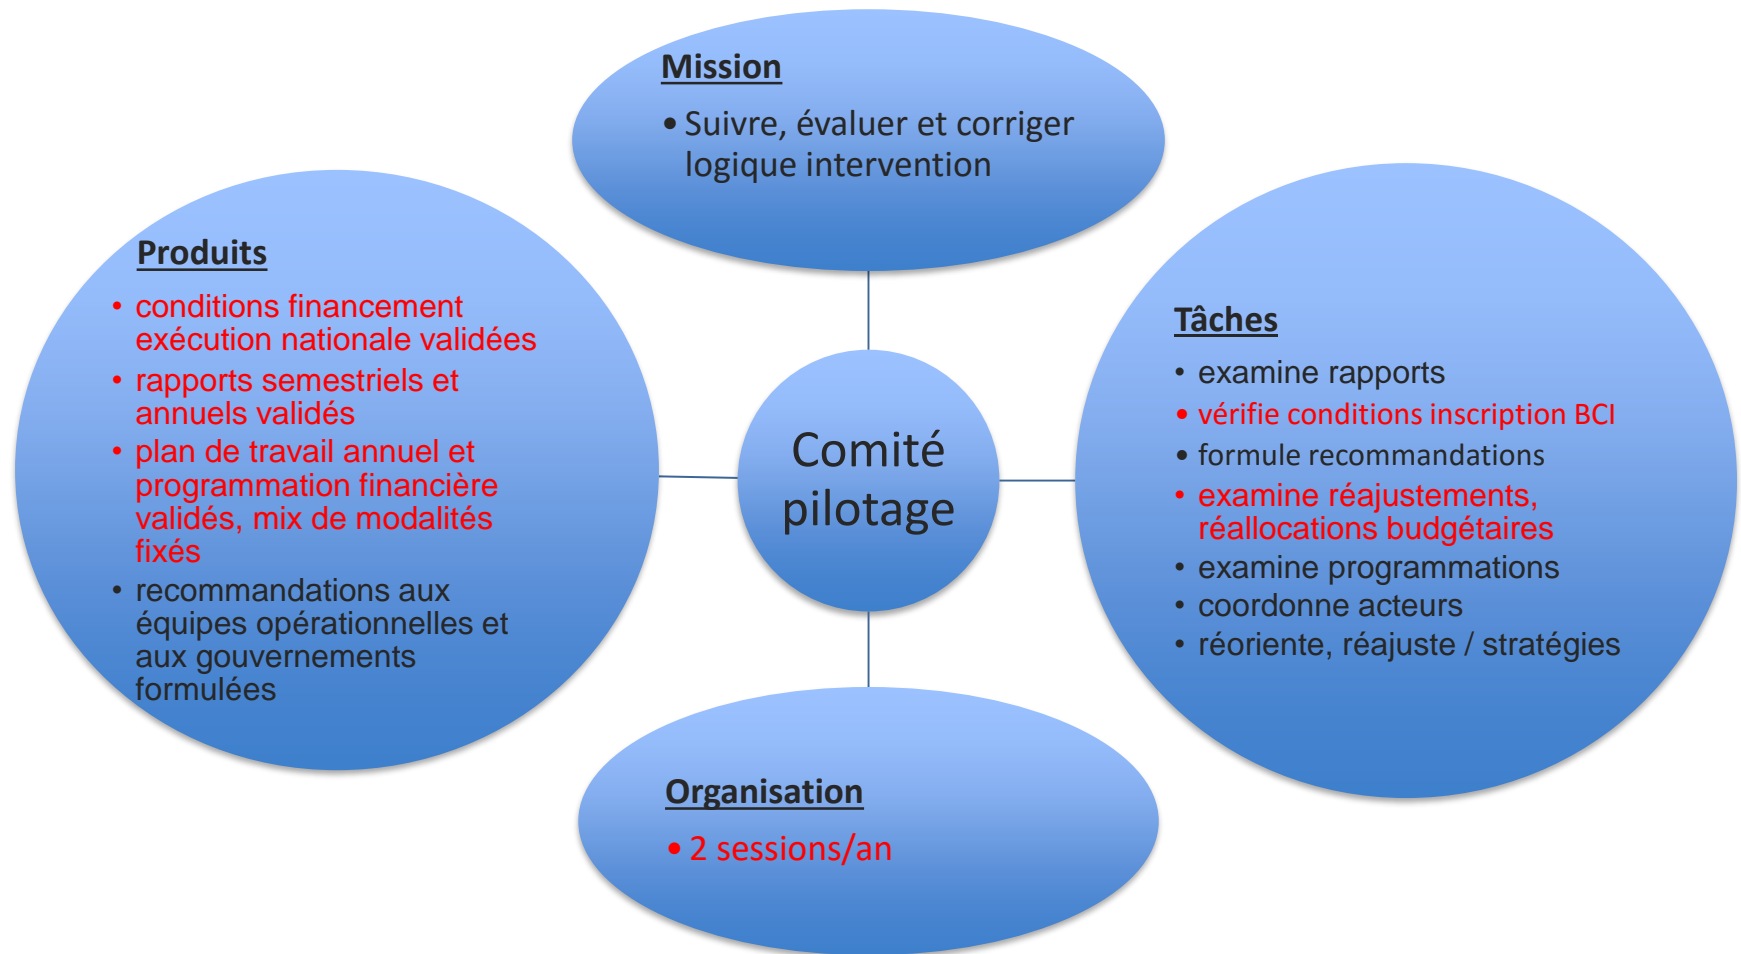 Mission
• Suivre, évaluer et corriger
logique intervention
Produits
• conditions financement
exécution nationale validées
• rapports semestriels et
annuels validés
• plan de travail annuel et
programmation financière
validés, mix de modalités
fixés
• recommandations aux
équipes opérationnelles et
aux gouvernements
formulées
Comité
pilotage
Tâches
• examine rapports
• vérifie conditions inscription BCI
• formule recommandations
• examine réajustements,
réallocations budgétaires
• examine programmations
• coordonne acteurs
• réoriente, réajuste / stratégies
Organisation
• 2 sessions/an